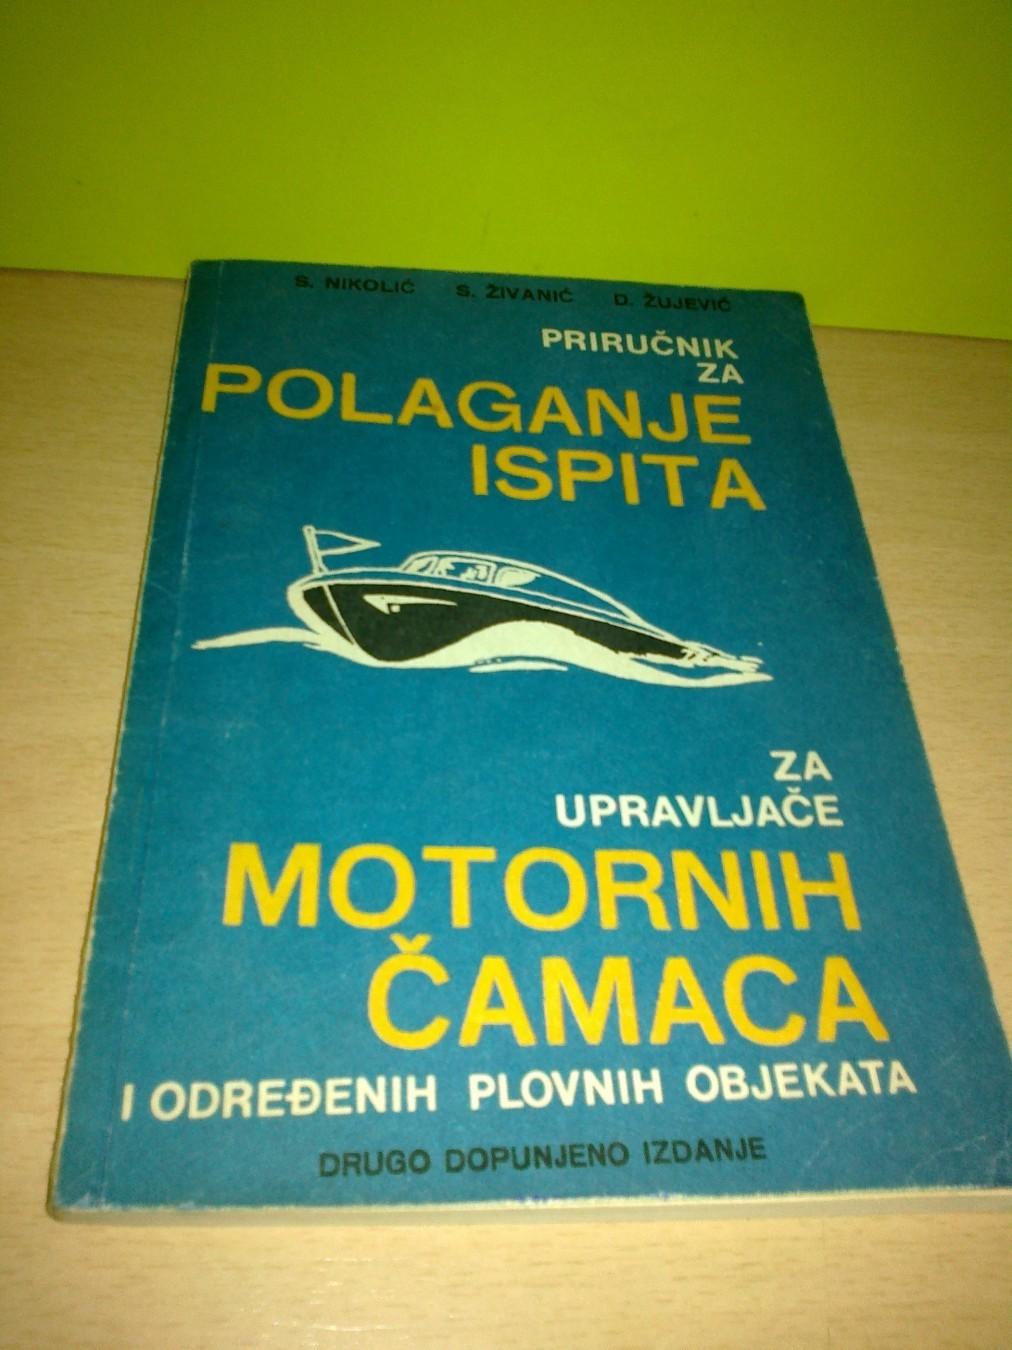 S. NIKOLIĆ S. ŽIVANIĆ D. ŽUJEVIĆ
PRIRUČNIK
ZA
POLAGANJE
ISPITA
ZA
UPRAVLJAČE
MOTORNIH
ČAMACA
I ODREĐENIH PLOVNIH OBJEKATA
DRUGO DOPUNJENO IZDANJE